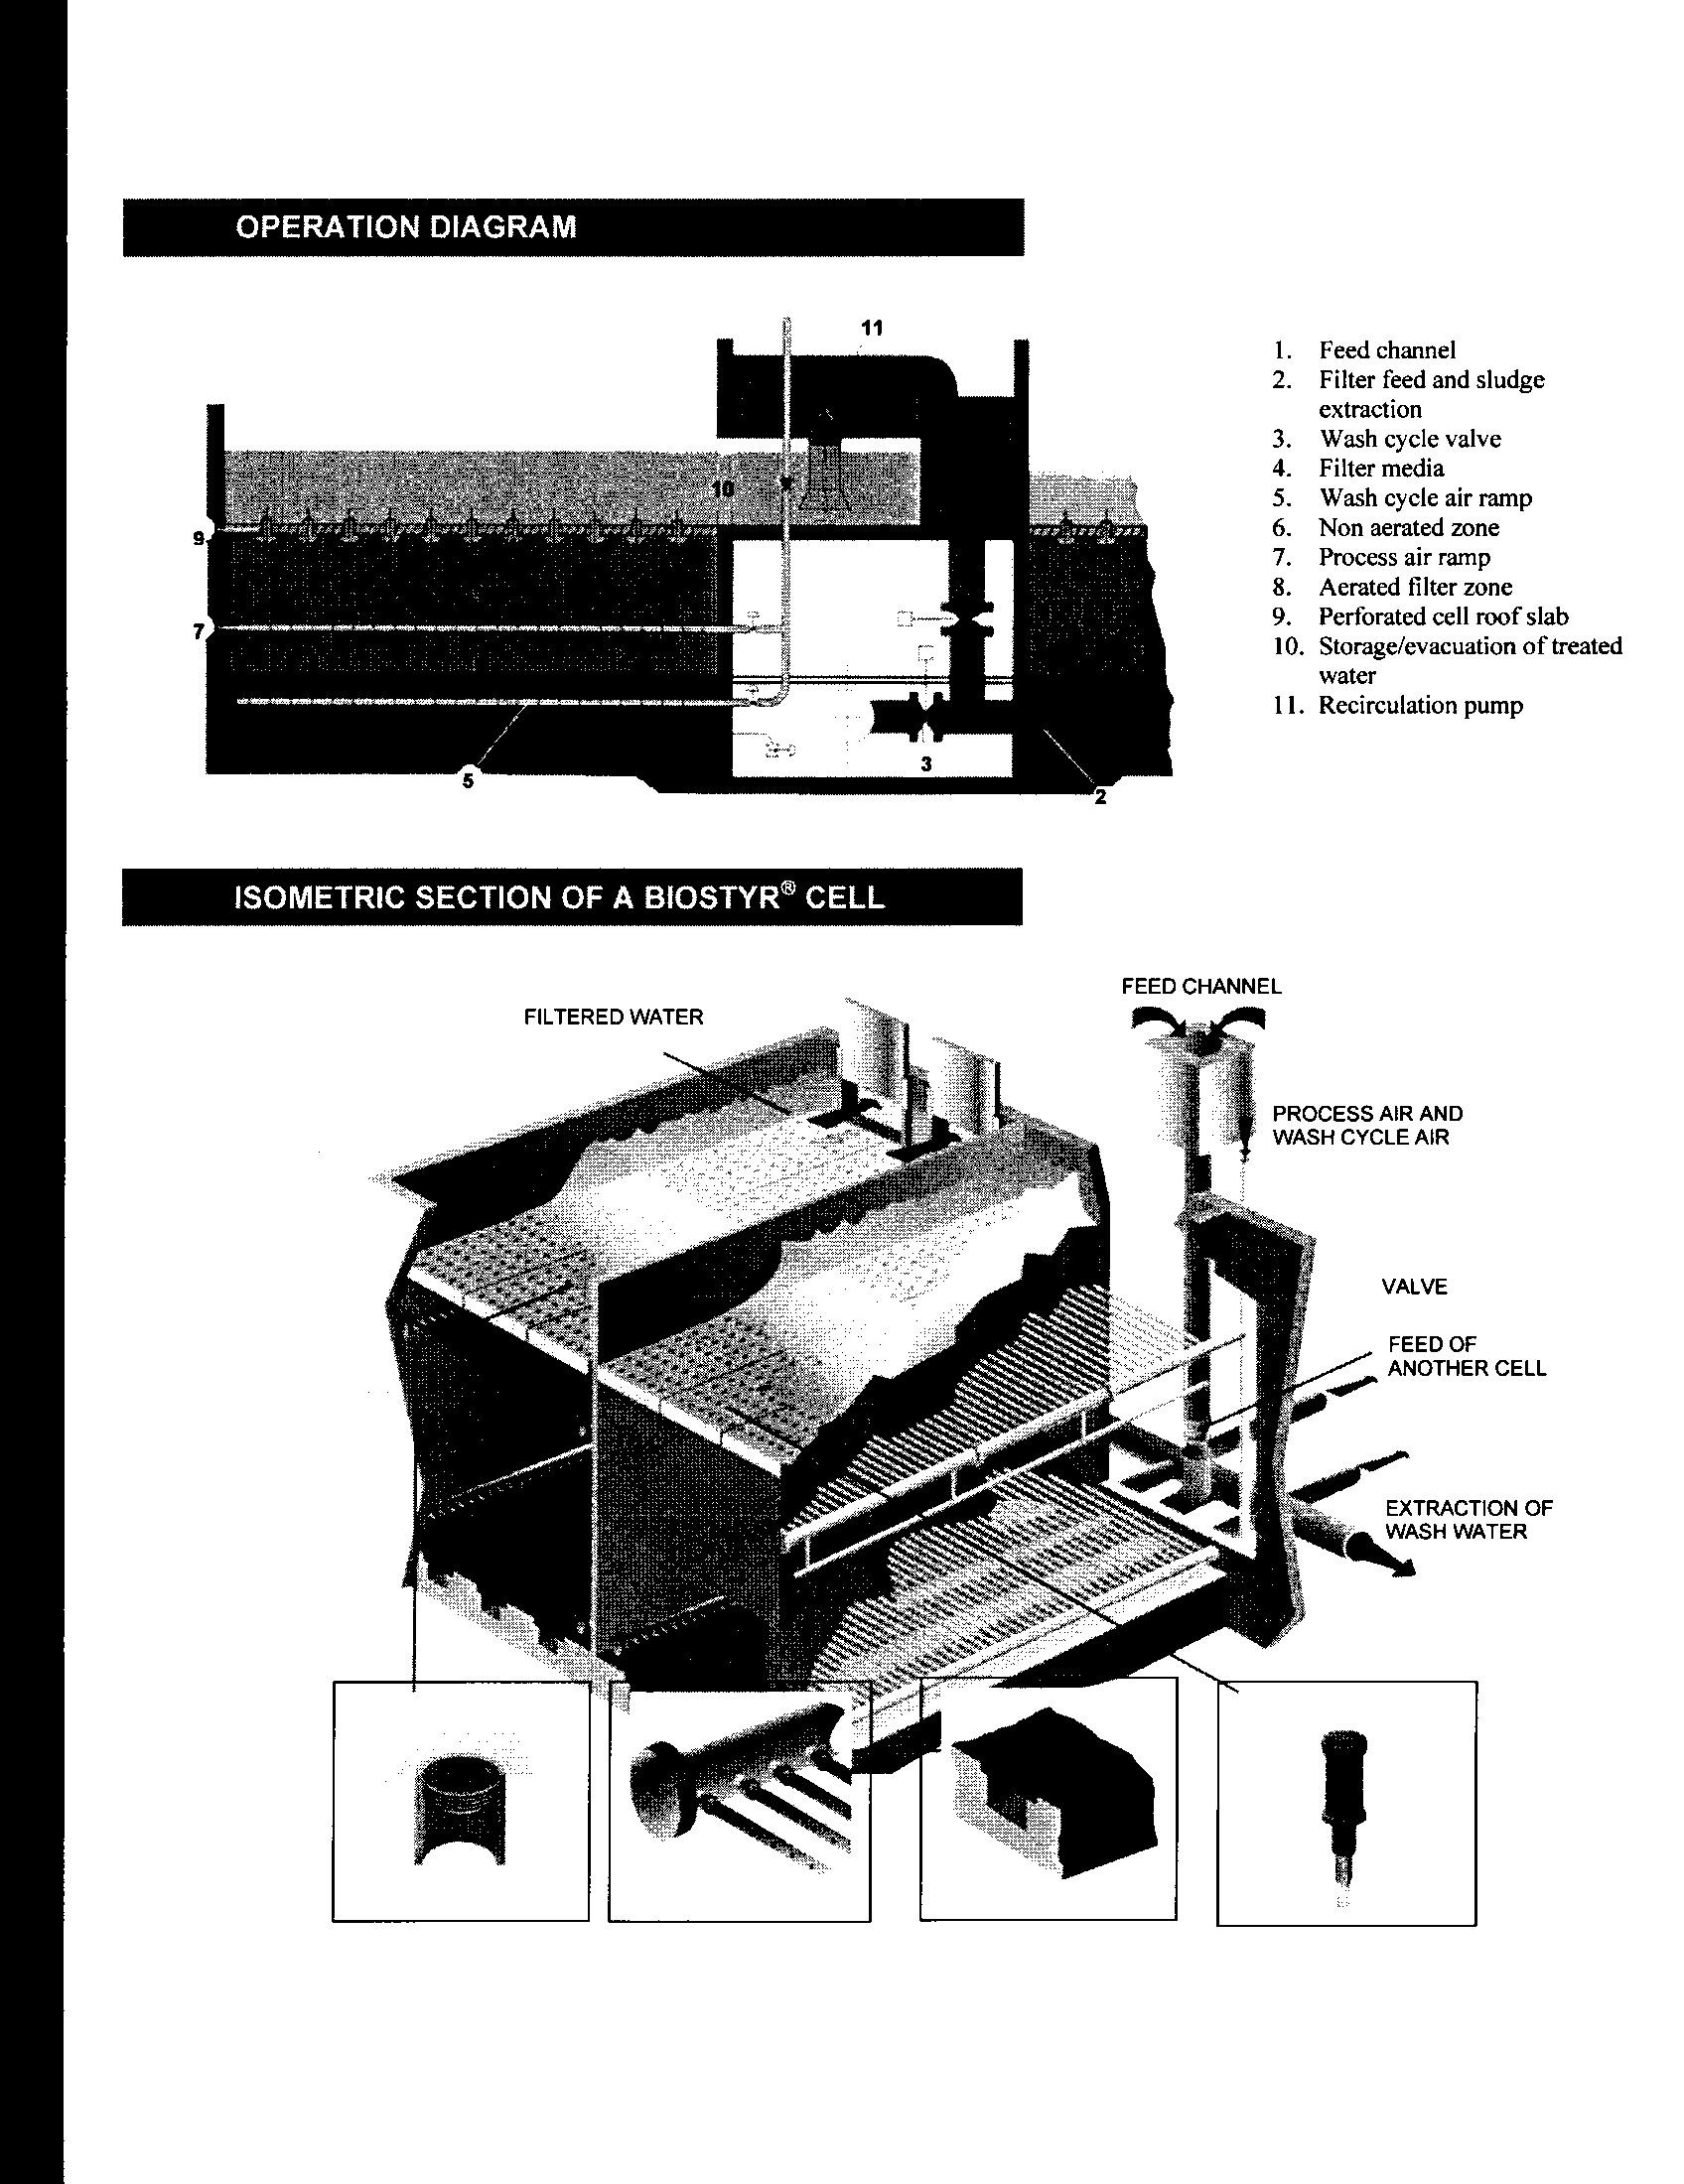 OPERATION DIAGRAM
11
10
9
7
5
3
2
1. Feed channel
2. Filter feed and sludge
extraction
3. Wash cycle valve
4. Filter media
5. Wash cycle air ramp
6. Non aerated zone
7. Process air ramp
8. Aerated filter zone
9. Perforated cell roof slab
10. Storage/evacuation of treated
water
11. Recirculation pump
ISOMETRIC SECTION OF A BIOSTYR® CELL
FEED CHANNEL
FILTERED WATER
PROCESS AIR AND
WASH CYCLE AIR
VALVE
FEED OF
ANOTHER CELL
EXTRACTION OF
WASH WATER